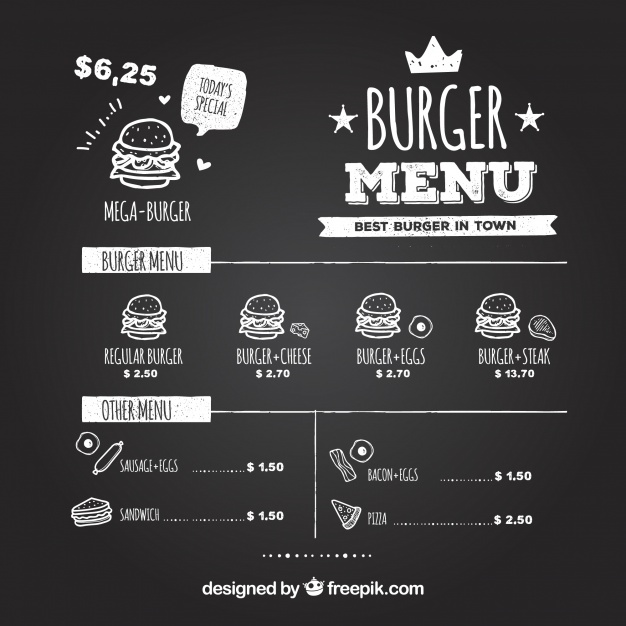 $6,25
TODAY'S
SPECIAL
MEGA-BURGER
BURGER
MENU
BEST BURGER IN TOWN
BURGER MENU
REGULAR BURGER
$ 2.50
BURGER+CHEESE
$ 2.70
BURGER+EGGS
$ 2.70
BURGER+STEAK
$ 13.70
OTHER MENU
SAUSAGE+EGGS ............... $ 1.50
SANDWICH ....................... $ 1.50
BACON+EGGS ............... $ 1.50
PIZZA ............................ $ 2.50
designed by freepik.com